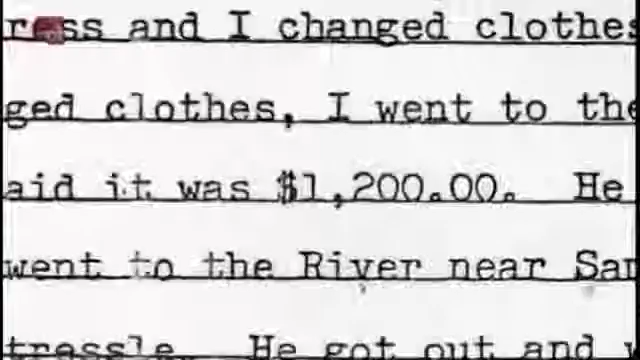 ress and I changed clothes
ged clothes, I went to the
aid it was $1,200.00. He
went to the River near San
tressle. He got out and